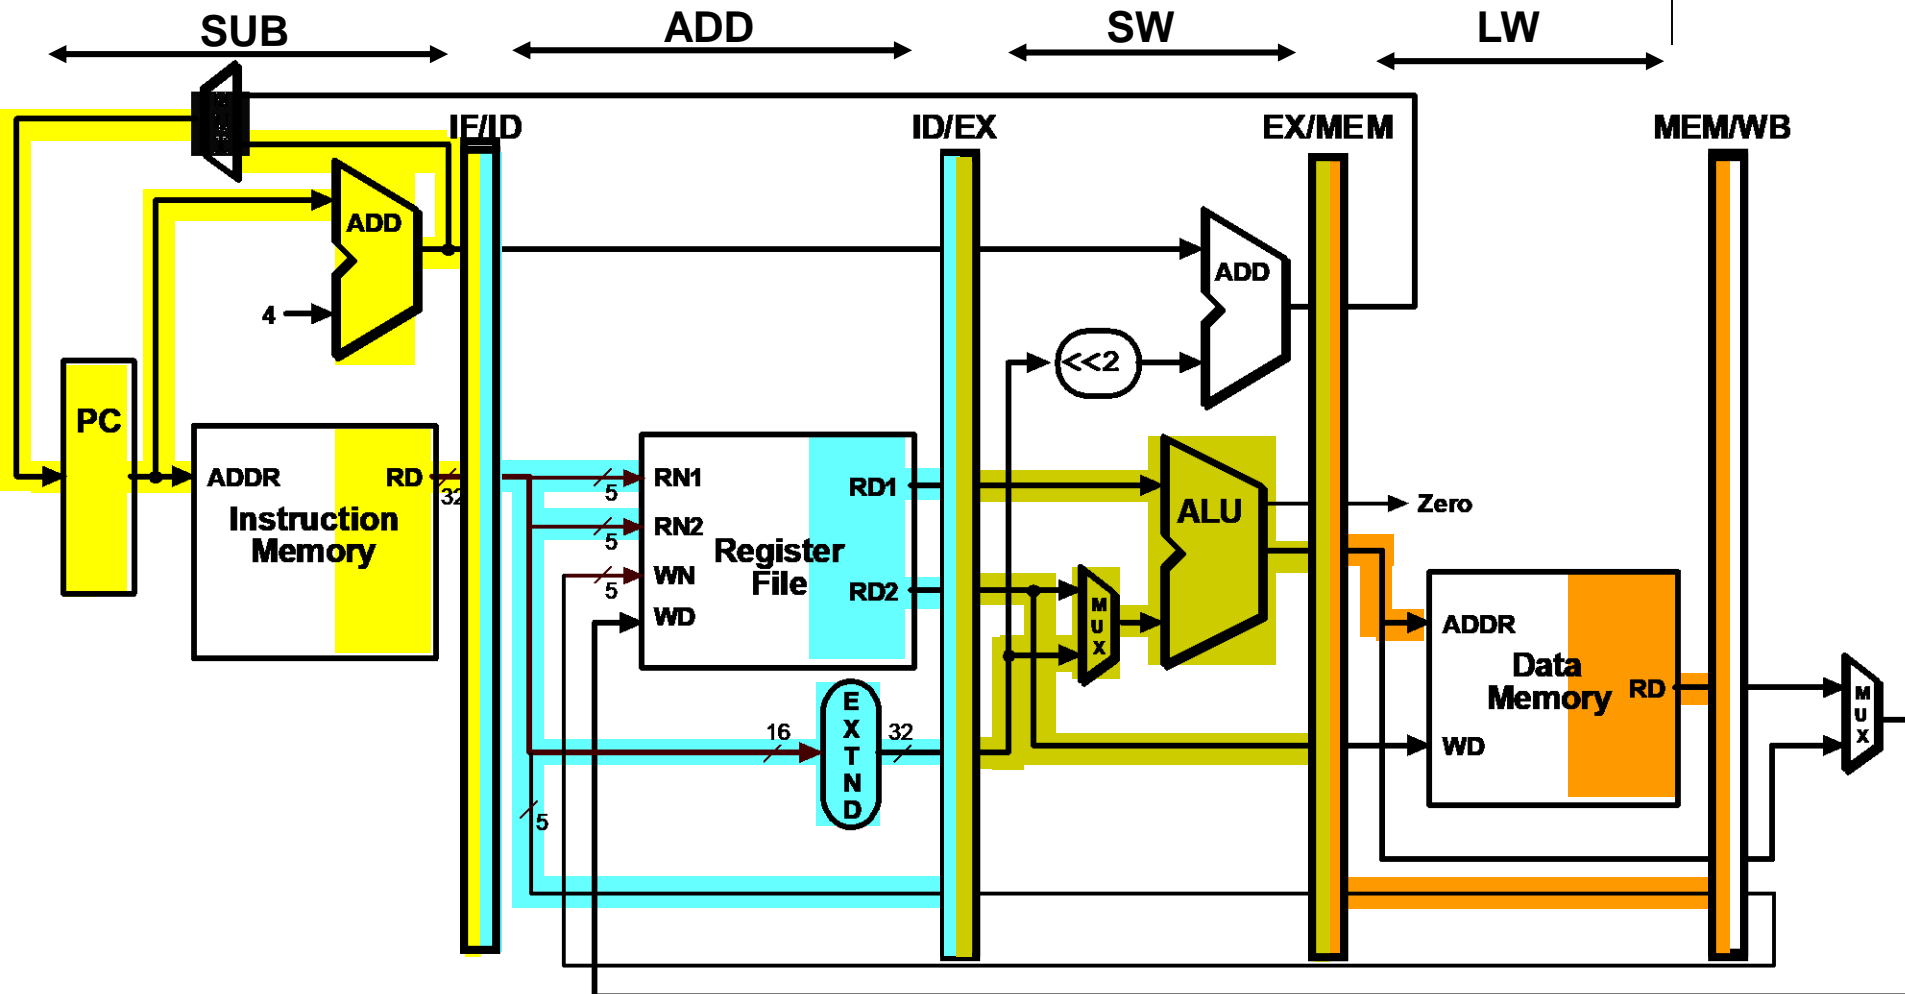 SUB
ADD
SW
LW
IF/ID
ID/EX
EX/MEM
MEM/WB
ADD
4
PC
ADDR
RD
32
Instruction
Memory
5
RN1
5
RN2
5
WN
WD
Register
File
RD1
RD2
16
E
X
T
N
D
32
5
ADD
<<2
M
U
X
ALU
Zero
ADDR
Data
Memory
RD
WD
M
U
X